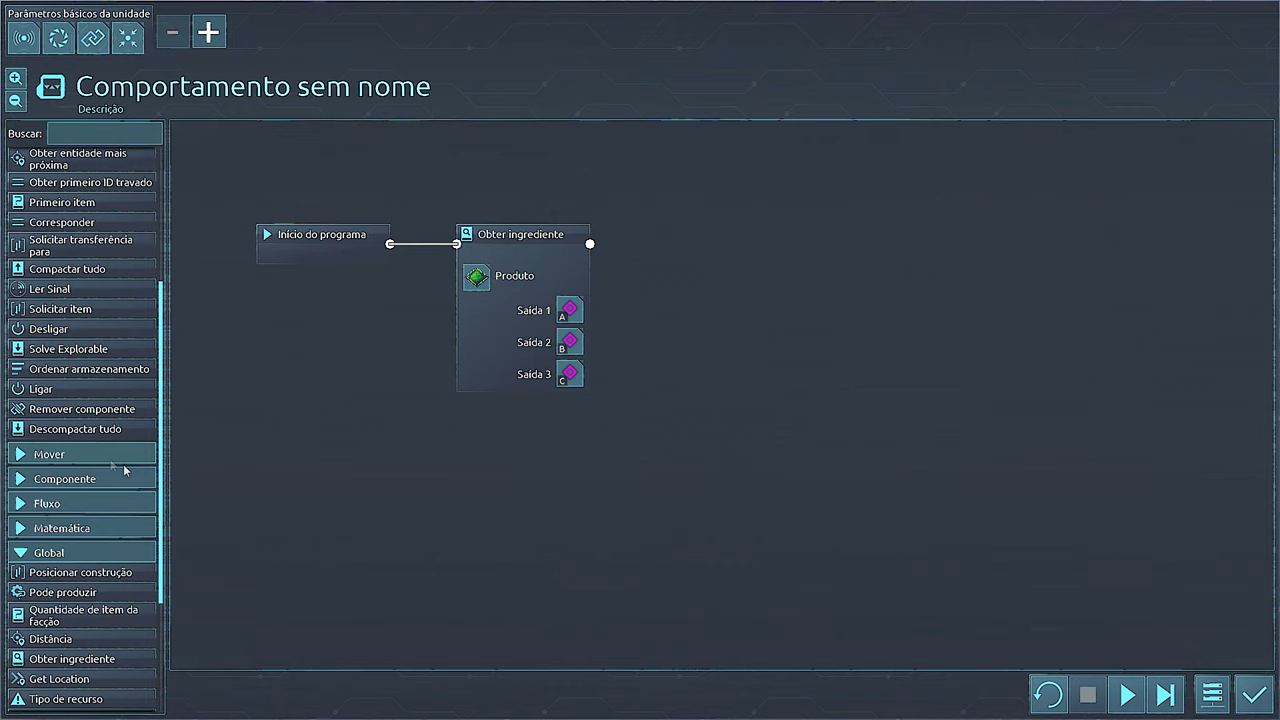 Parâmetros básicos da unidade
Comportamento sem nome
Descrição
Buscar:
Obter entidade mais
próxima
Obter primeiro ID travado
Primeiro item
Corresponder
Solicitar transferência
para
Compactar tudo
Ler Sinal
Solicitar item
Desligar
Solve Explorable
Ordenar armazenamento
Ligar
Remover componente
Descompactar tudo
Mover
Componente
Fluxo
Matemática
Global
Posicionar construção
Pode produzir
Quantidade de item da
facção
Distância
Obter ingrediente
Get Location
Tipo de recurso
Início do programa
Obter ingrediente
Produto
Saída 1 A
Saída 2 B
Saída 3 C